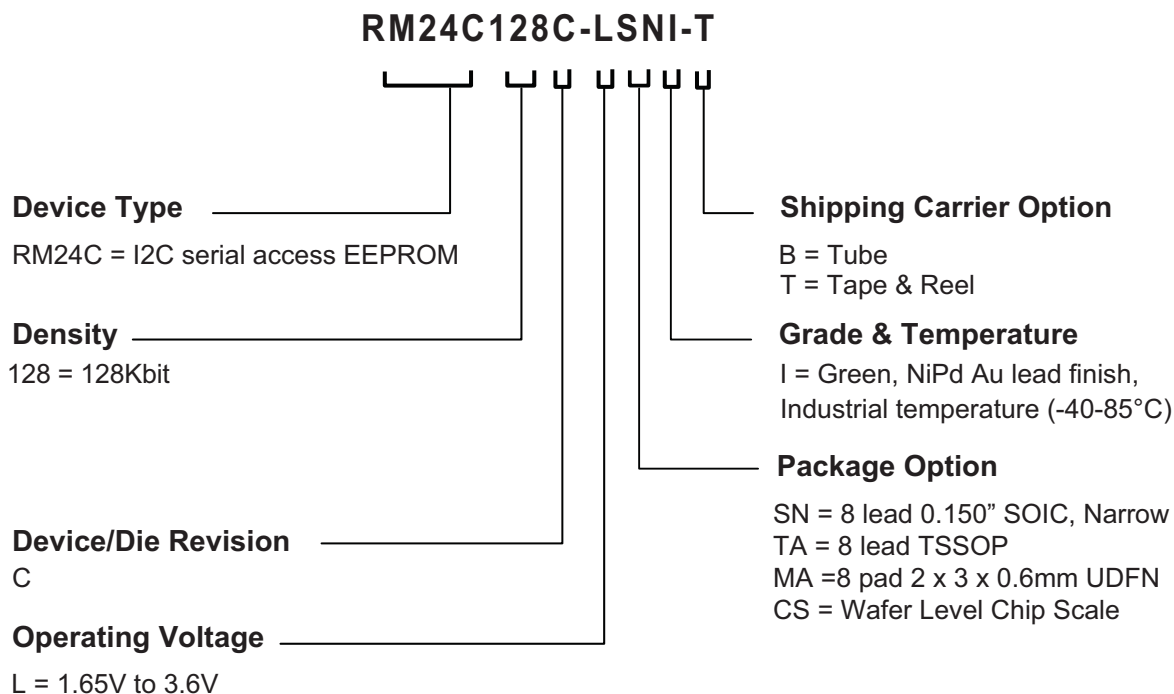 RM24C128C-LSNI-T
Device Type
RM24C = I2C serial access EEPROM
Density
128 = 128Kbit
Device/Die Revision
C
Operating Voltage
L = 1.65V to 3.6V
Shipping Carrier Option
B = Tube
T = Tape & Reel
Grade & Temperature
I = Green, NiPd Au lead finish,
Industrial temperature (-40-85°C)
Package Option
SN = 8 lead 0.150” SOIC, Narrow
TA = 8 lead TSSOP
MA =8 pad 2 x 3 x 0.6mm UDFN
CS = Wafer Level Chip Scale